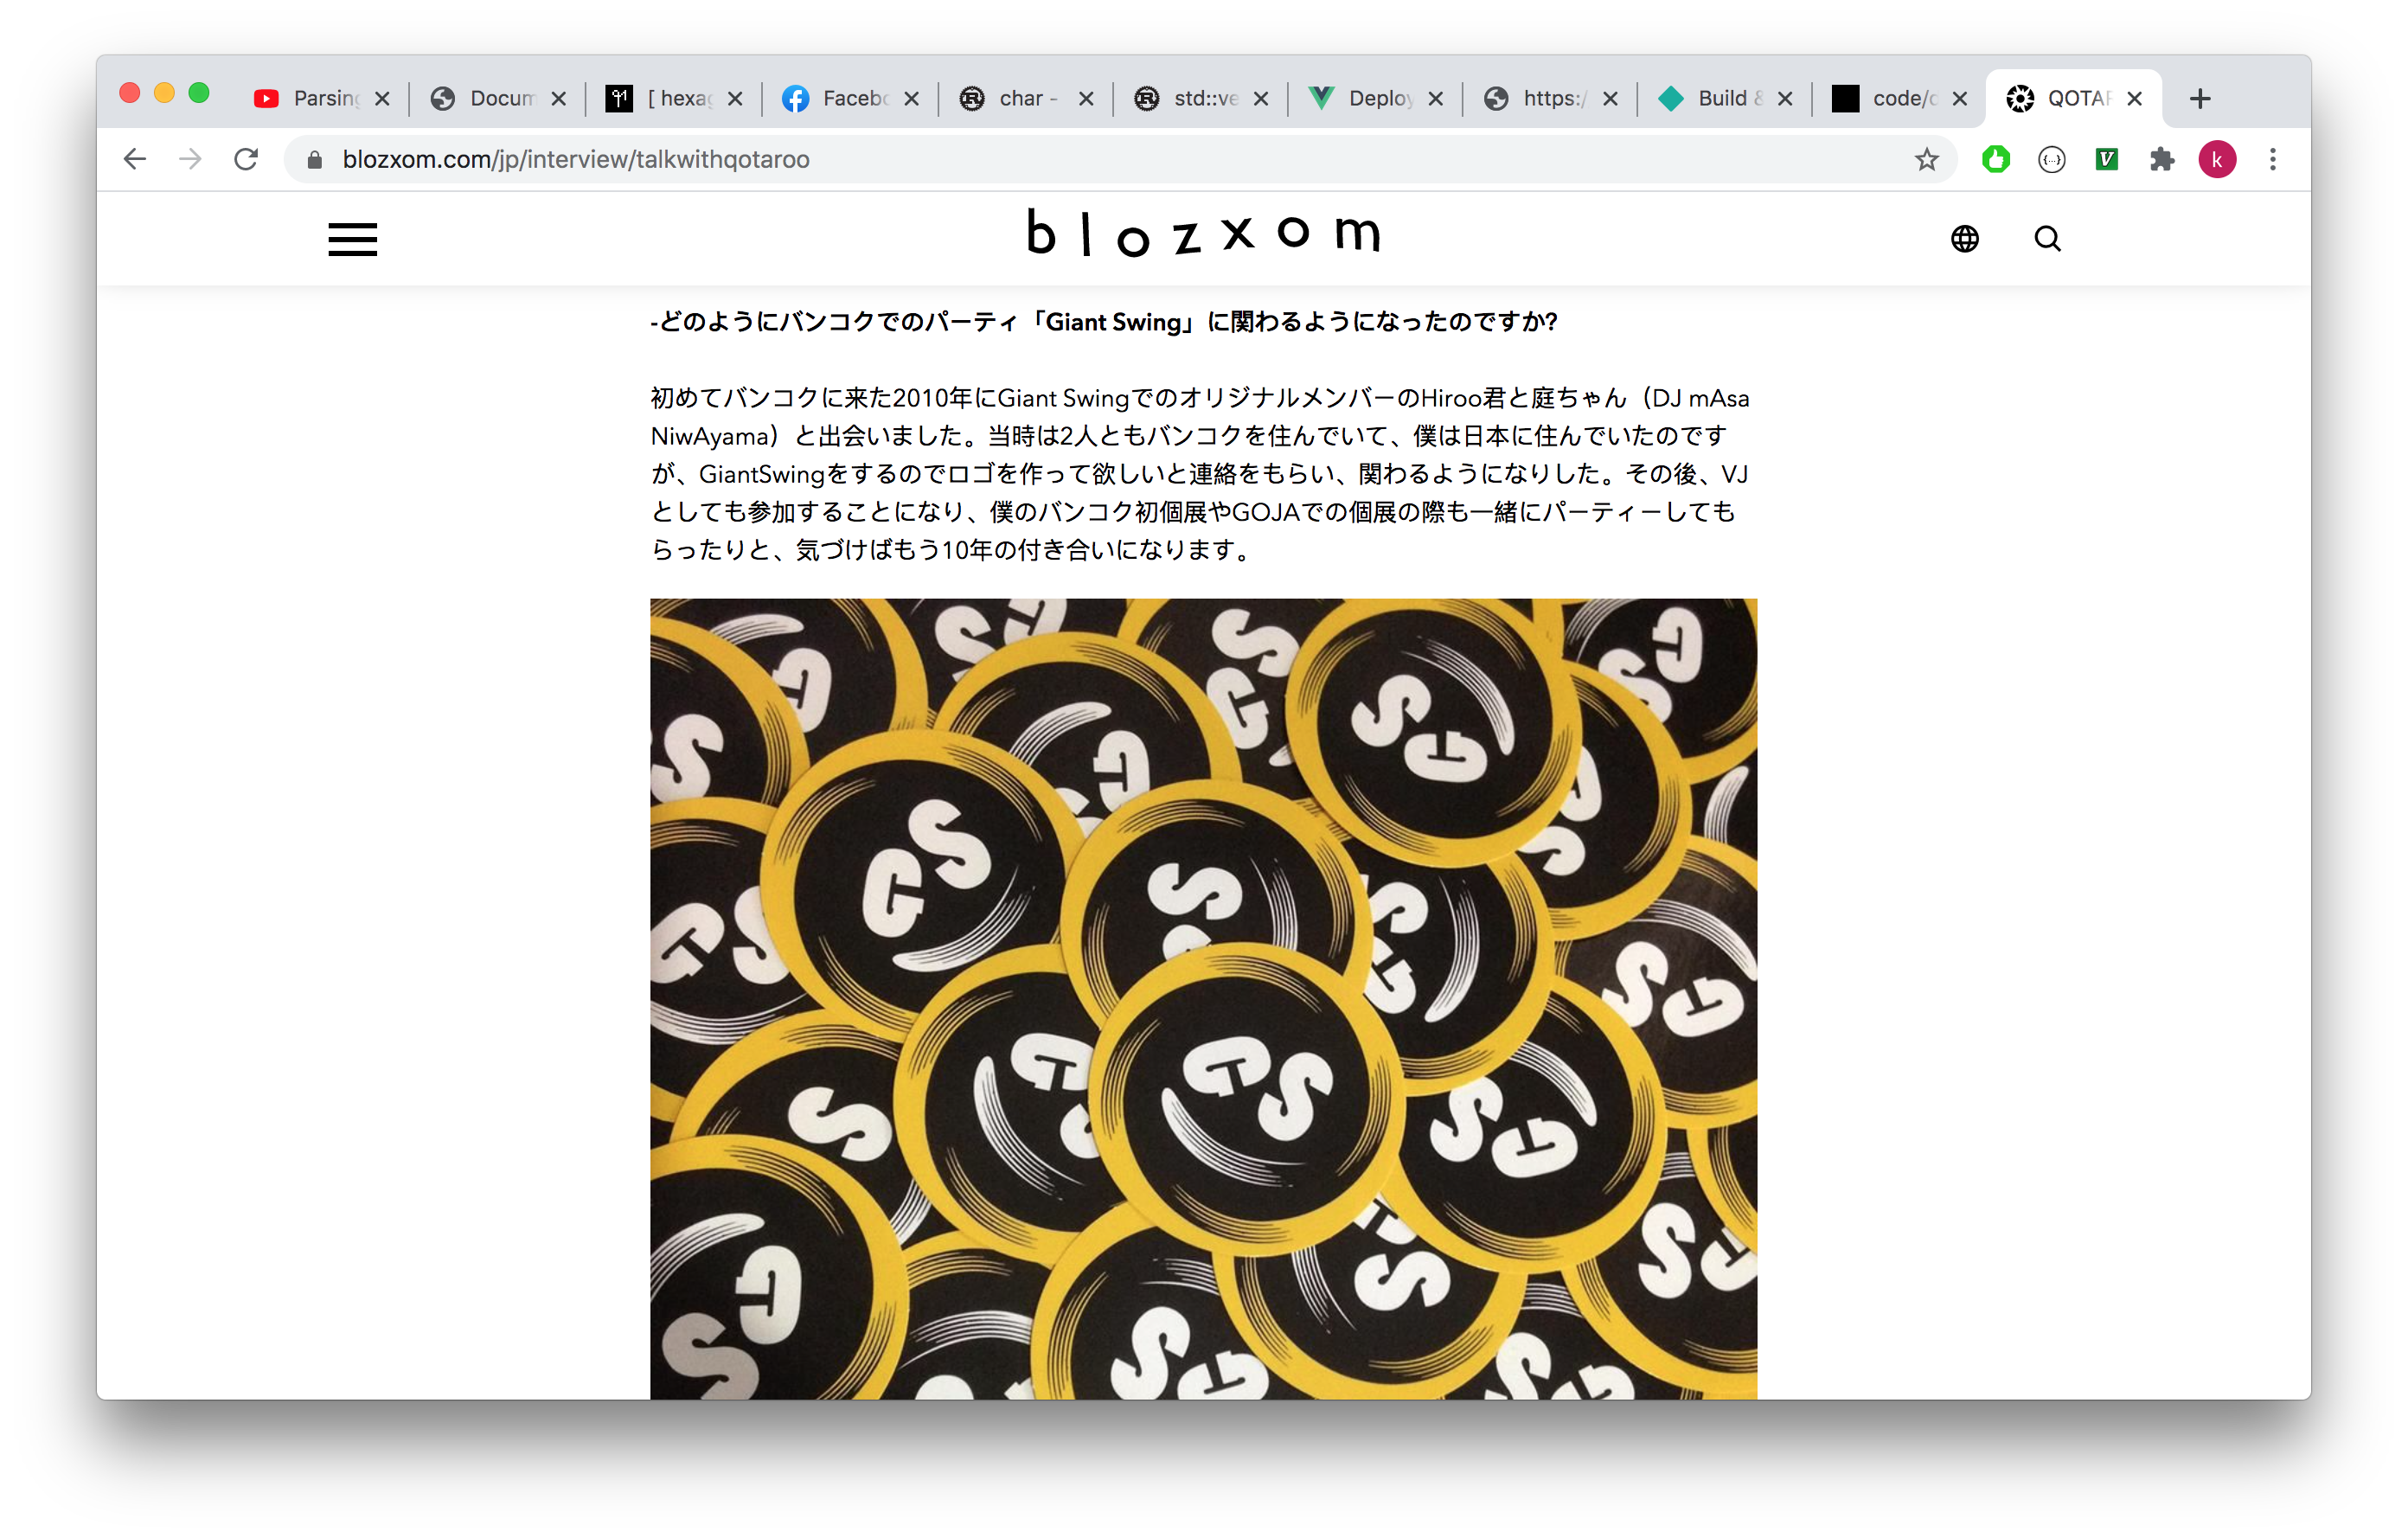 Parsing
Docum
[ hexag
Facebo
char -
std::ve
Deploy
https:/
Build &
code/c
QOTAR
blozxom.com/jp/interview/talkwithqotaroo
k
blozxom
-どのようにバンコクでのパーティ「Giant Swing」に関わるようになったのですか?
初めてバンコクに来た2010年にGiant SwingでのオリジナルメンバーのHiroo君と庭ちゃん（DJ mAsa
NiwAyama）と出会いました。当時は2人ともバンコクを住んでいて、僕は日本に住んでいたのです
が、GiantSwingをするのでロゴを作って欲しいと連絡をもらい、関わるようになりした。その後、VJ
としても参加することになり、僕のバンコク初個展やGOJAでの個展の際も一緒にパーティーしても
らったりと、気づけばもう10年の付き合いになります。
GS
GS
GS
GS
GS
GS
GS